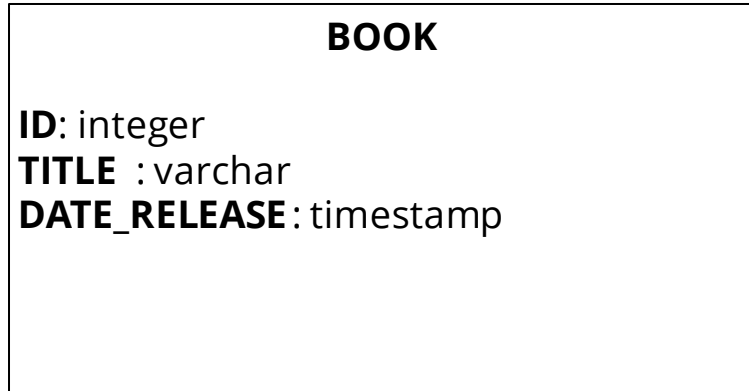 BOOK
ID: integer
TITLE : varchar
DATE_RELEASE: timestamp